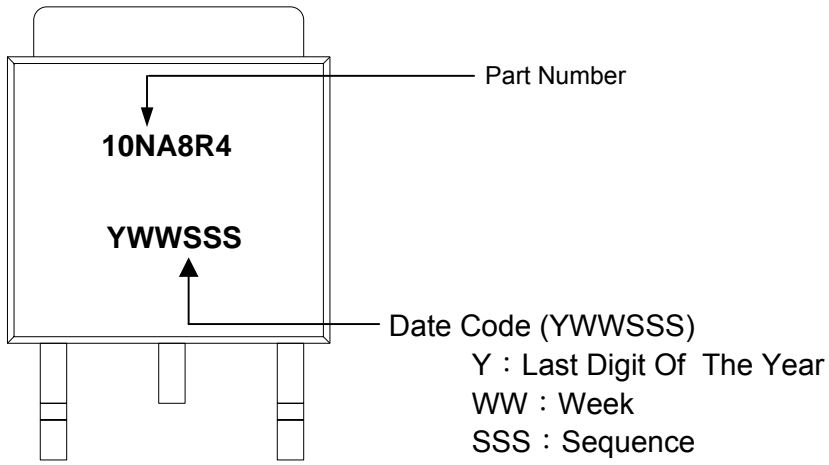 Part Number
10NA8R4
YWWSSS
Date Code (YWWSSS)
Y：Last Digit Of The Year
WW：Week
SSS：Sequence